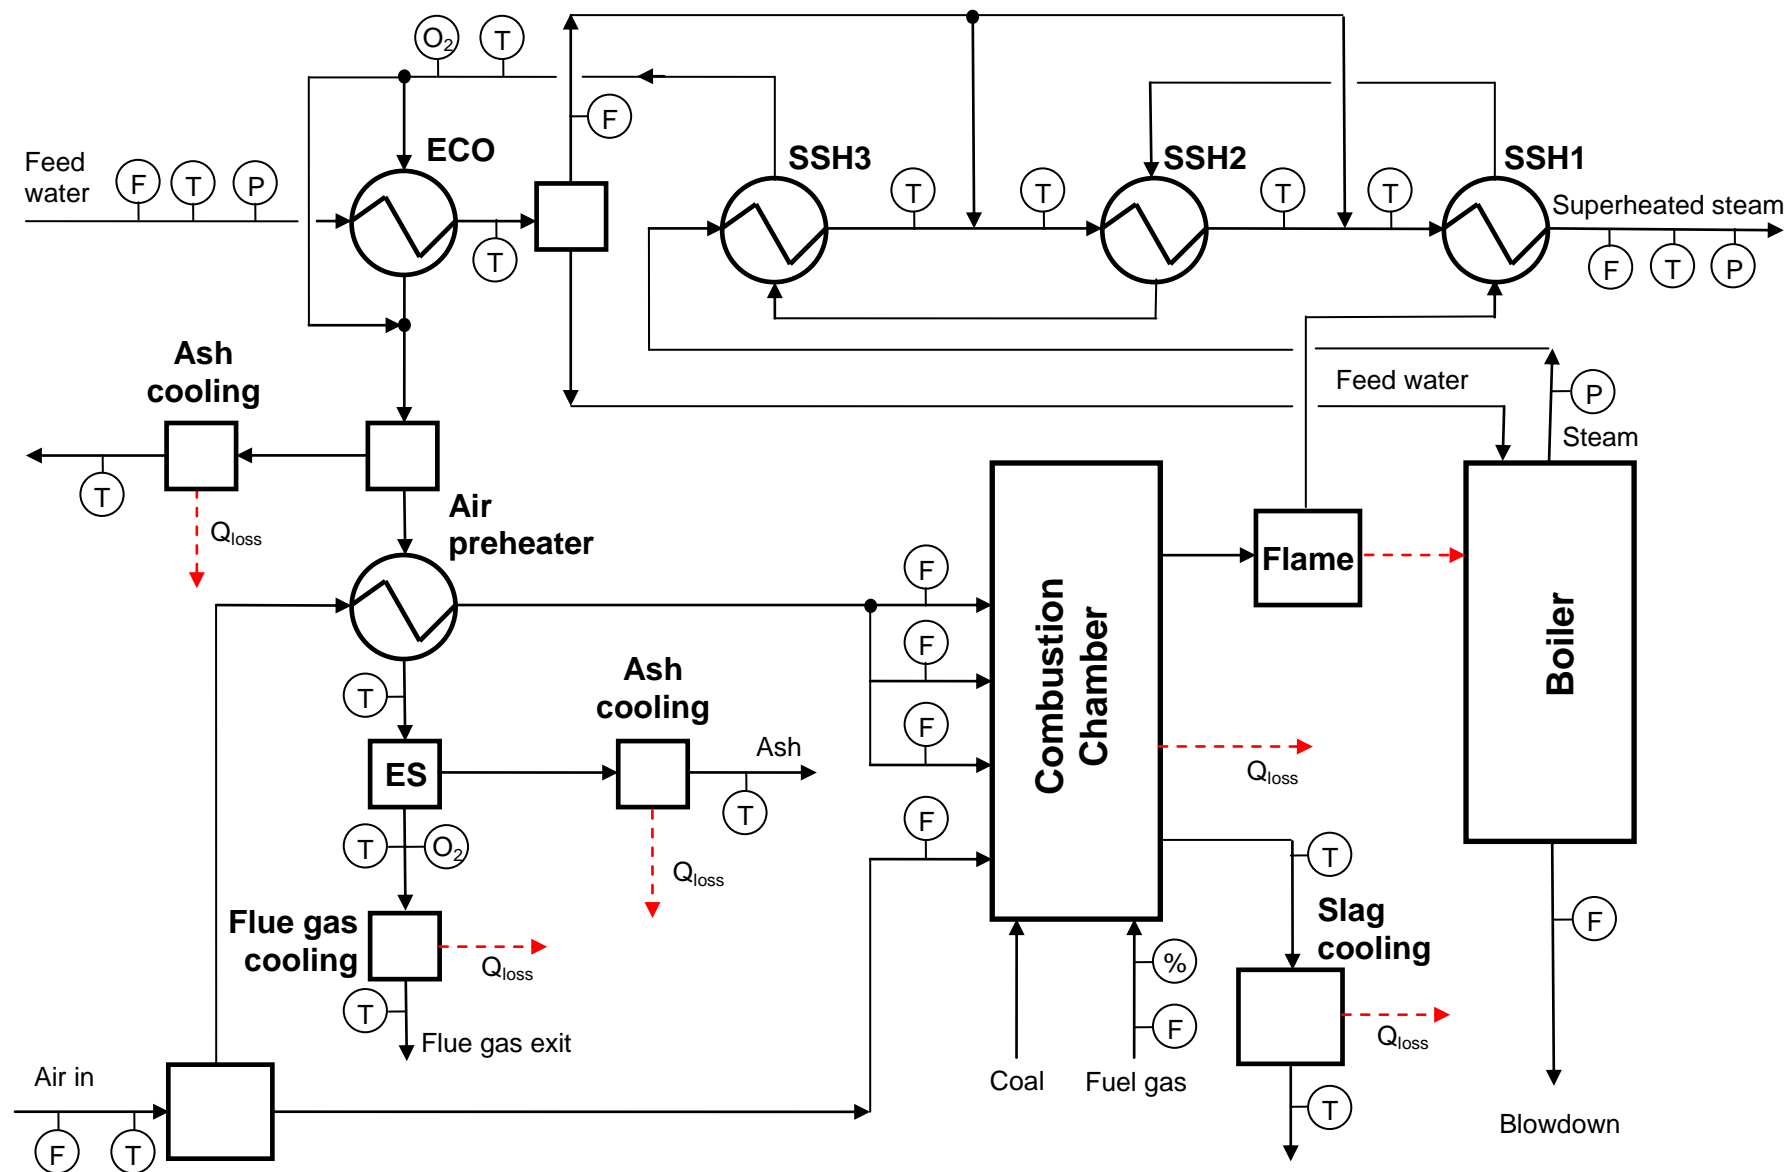 O2 T
F
ECO
SSH3
SSH2
SSH1
Feed
water
F T P
T
T
T
T
T
Superheated steam
F T P
Ash
cooling
Feed water
P
Steam
T
Qloss
Air
preheater
F
Flame
F
Combustion
Chamber
Boiler
T
Ash
cooling
F
Ash
ES
T
Qloss
T O2
F
T
Qloss
Flue gas
cooling
Qloss
Slag
cooling
F
%
T
F
Qloss
Flue gas exit
Air in
Coal
Fuel gas
T
F T
Blowdown